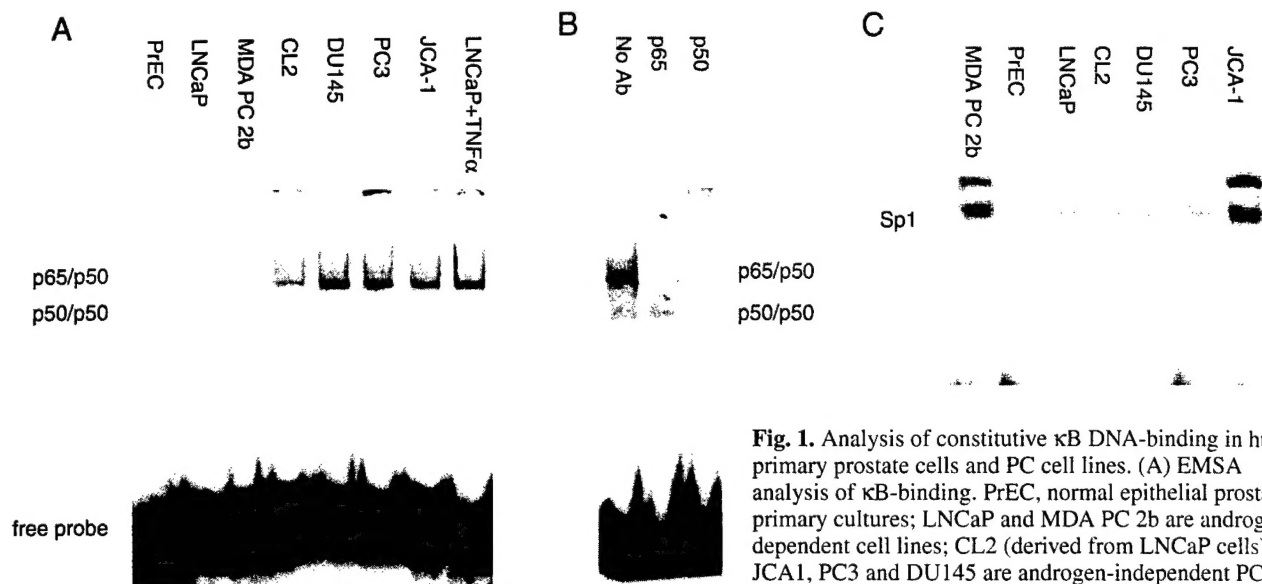 A
PrEC
LNCaP
MDA PC 2b
CL2
DU145
PC3
JCA-1
LNCaP+TNFα
p65/p50
p50/p50
free probe
B
No Ab
p65
p50
p65/p50
p50/p50
C
MDA PC 2b
PrEC
LNCaP
CL2
DU145
PC3
JCA-1
Sp1
Fig. 1. Analysis of constitutive κB DNA-binding in
primary prostate cells and PC cell lines. (A) EMSA
analysis of κB-binding. PrEC, normal epithelial
primary cultures; LNCaP and MDA PC 2b are
dependent cell lines; CL2 (derived from LNCaP cells
JCA1, PC3 and DU145 are androgen-independent PC